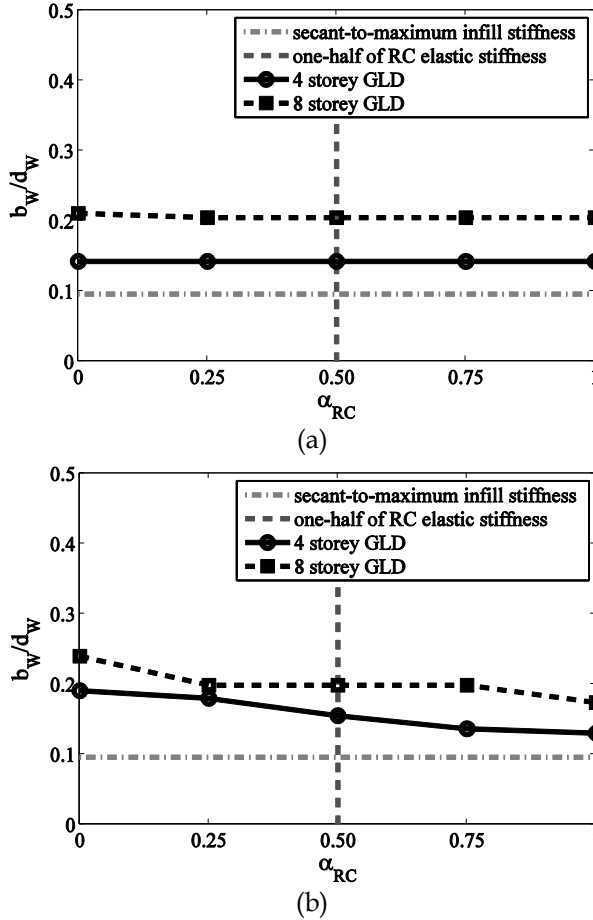 0.5
secant-to-maximum infill stiffness
one-half of RC elastic stiffness
4 storey GLD
8 storey GLD
0.4
0.3
b_W/d_W
0.2
0.1
0
0 0.25 0.50 0.75 1
α_RC
(a)
0.5
secant-to-maximum infill stiffness
one-half of RC elastic stiffness
4 storey GLD
8 storey GLD
0.4
0.3
b_W/d_W
0.2
0.1
0
0 0.25 0.50 0.75
α_RC
(b)